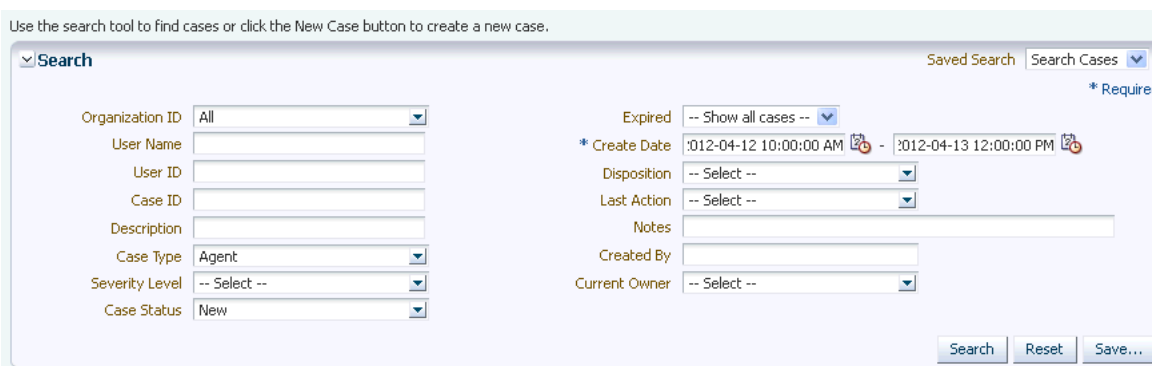 Use the search tool to find cases or click the New Case button to create a new case.
Search
Saved Search Search Cases
* Require
Organization ID All
User Name
User ID
Case ID
Description
Case Type Agent
Severity Level -- Select --
Case Status New
Expired -- Show all cases --
* Create Date :012-04-12 10:00:00 AM - :012-04-13 12:00:00 PM
Disposition -- Select --
Last Action -- Select --
Notes
Created By
Current Owner -- Select --
Search Reset Save...